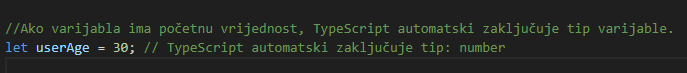 //Ako varijabla ima početnu vrijednost, TypeScript automatski zaključuje tip varijable.
let userAge = 30; // TypeScript automatski zaključuje tip: number